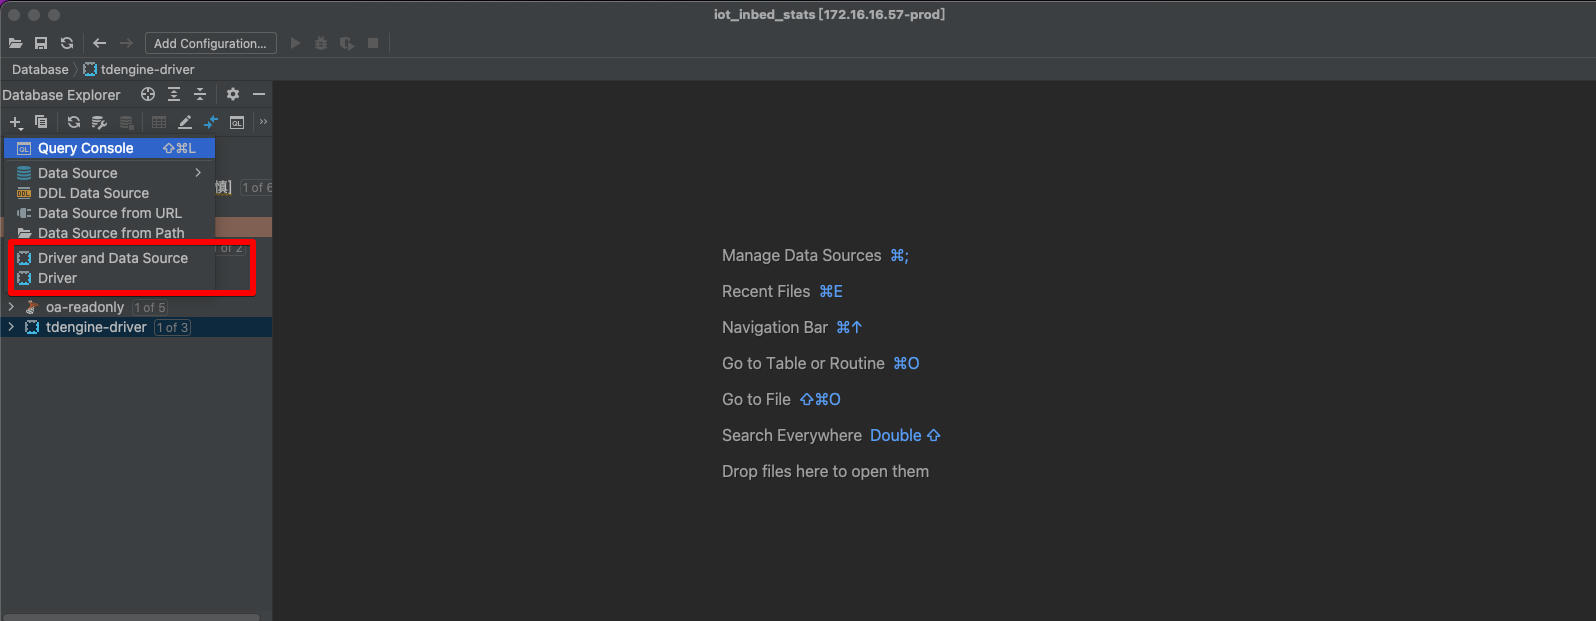 iot_inbed_stats [172.16.16.57-prod]
Add Configuration...
Database tdengine-driver
Database Explorer
QL
Query Console ⇧⌘L
Data Source
慎] 1 of 6
DDL Data Source
Data Source from URL
Data Source from Path
1 of 2
Driver and Data Source
Driver
oa-readonly 1 of 5
tdengine-driver 1 of 3
Manage Data Sources ⌘;
Recent Files ⌘E
Navigation Bar ⌘↑
Go to Table or Routine ⌘O
Go to File ⇧⌘O
Search Everywhere Double ⇧
Drop files here to open them